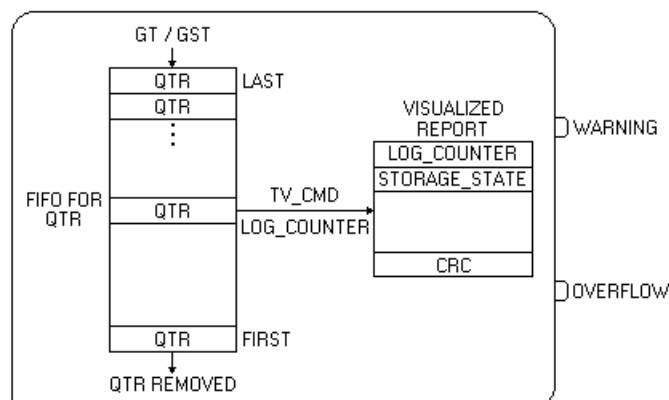 GT / GST
QTR
LAST
QTR
VISUALIZED
REPORT
WARNING
LOG_COUNTER
STORAGE_STATE
FIFO FOR
QTR
QTR
TV_CMD
LOG_COUNTER
CRC
OVERFLOW
QTR
FIRST
QTR REMOVED